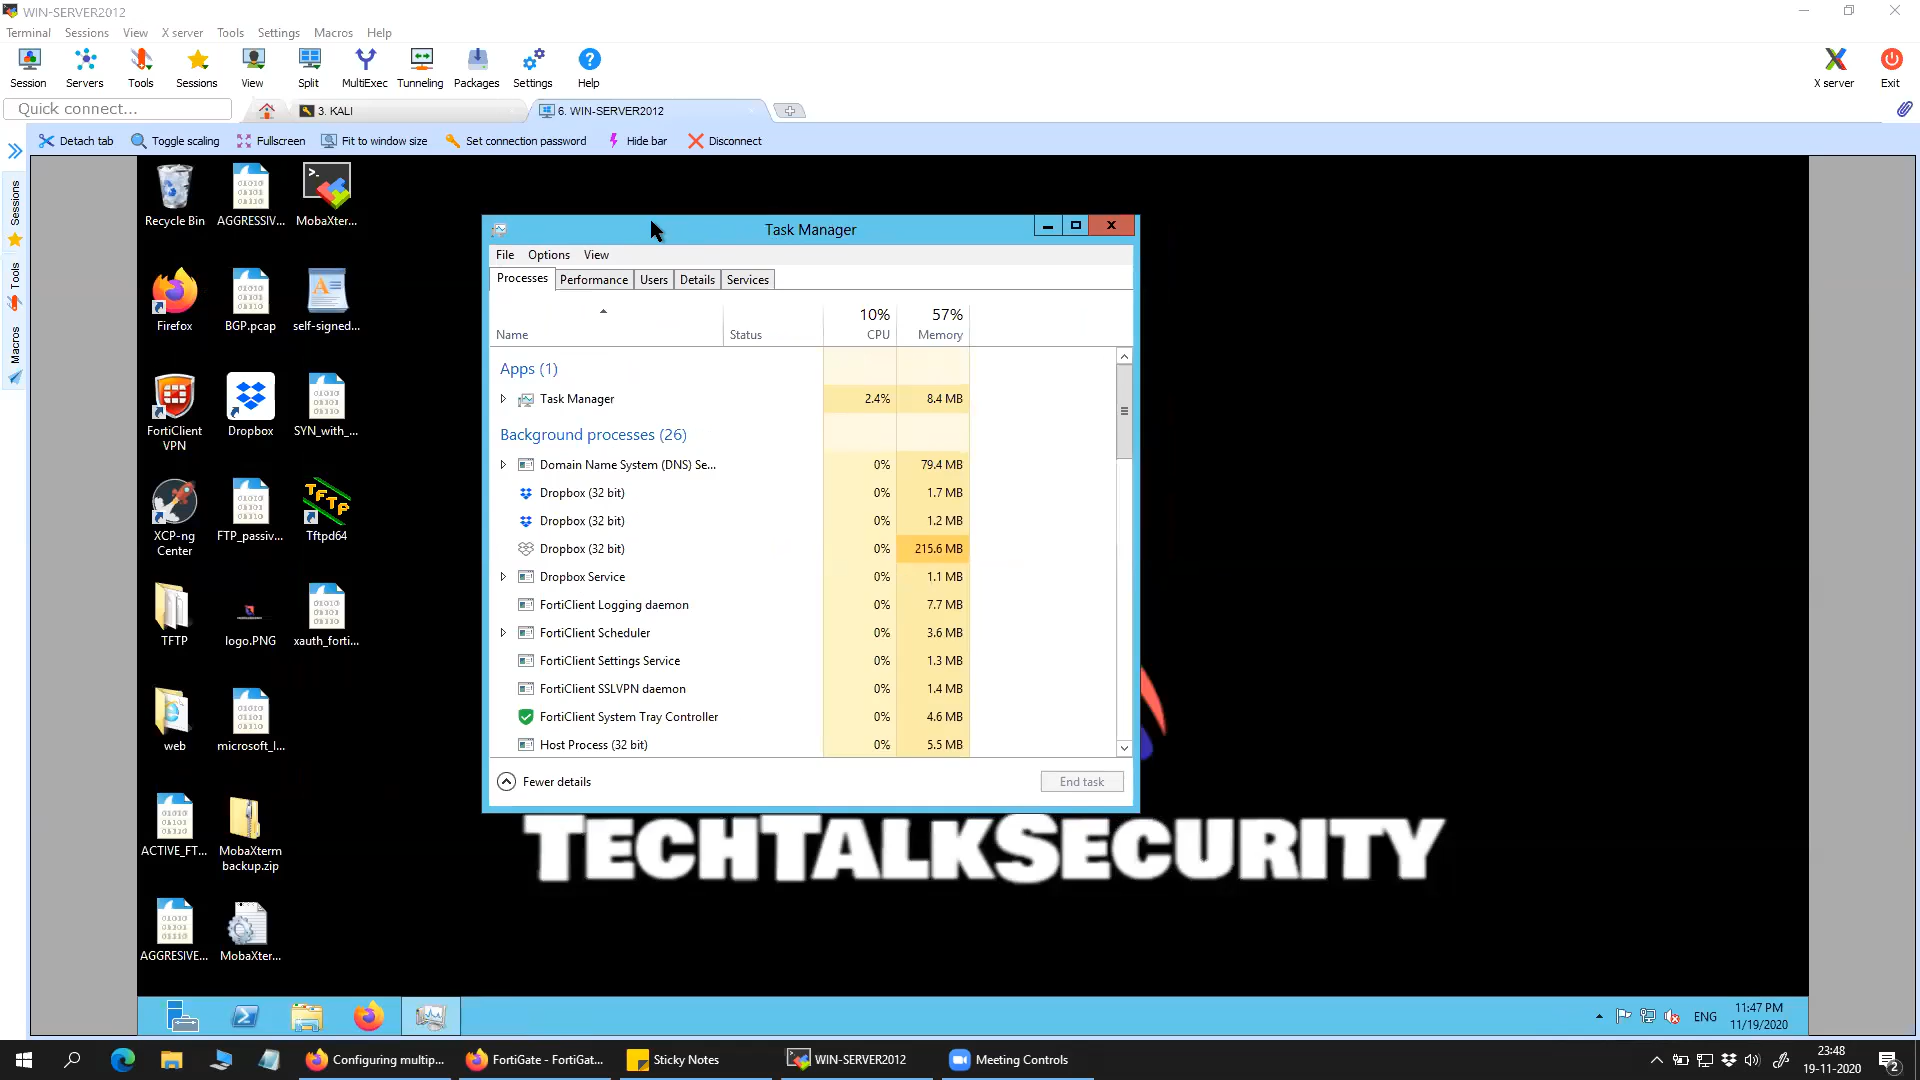 WIN-SERVER2012
Terminal Sessions View X server Tools Settings Macros Help
Session Servers Tools Sessions View Split MultiExec Tunneling Packages Settings Help X server Exit
Quick connect... 3. KALI 6. WIN-SERVER2012
Detach tab Toggle scaling Fullscreen Fit to window size Set connection password Hide bar Disconnect
Sessions
Tools
Macros
Recycle Bin AGGRESSIV... MobaXter...
Firefox BGP.pcap self-signed...
FortiClient VPN Dropbox SYN_with_...
XCP-ng Center FTP_passiv... Tftpd64
TFTP logo.PNG xauth_forti...
web microsoft_l...
ACTIVE_FT... MobaXterm backup.zip
AGGRESIVE... MobaXter...
Task Manager
File Options View
Processes Performance Users Details Services
10% 57%
Name Status CPU Memory
Apps (1)
Task Manager 2.4% 8.4 MB
Background processes (26)
Domain Name System (DNS) Se... 0% 79.4 MB
Dropbox (32 bit) 0% 1.7 MB
Dropbox (32 bit) 0% 1.2 MB
Dropbox (32 bit) 0% 215.6 MB
Dropbox Service 0% 1.1 MB
FortiClient Logging daemon 0% 7.7 MB
FortiClient Scheduler 0% 3.6 MB
FortiClient Settings Service 0% 1.3 MB
FortiClient SSLVPN daemon 0% 1.4 MB
FortiClient System Tray Controller 0% 4.6 MB
Host Process (32 bit) 0% 5.5 MB
Fewer details End task
TECHTALKSECURITY
ENG 11:47 PM
11/19/2020
Configuring multip... FortiGate - FortiGat... Sticky Notes WIN-SERVER2012 Meeting Controls 23:48
19-11-2020 2